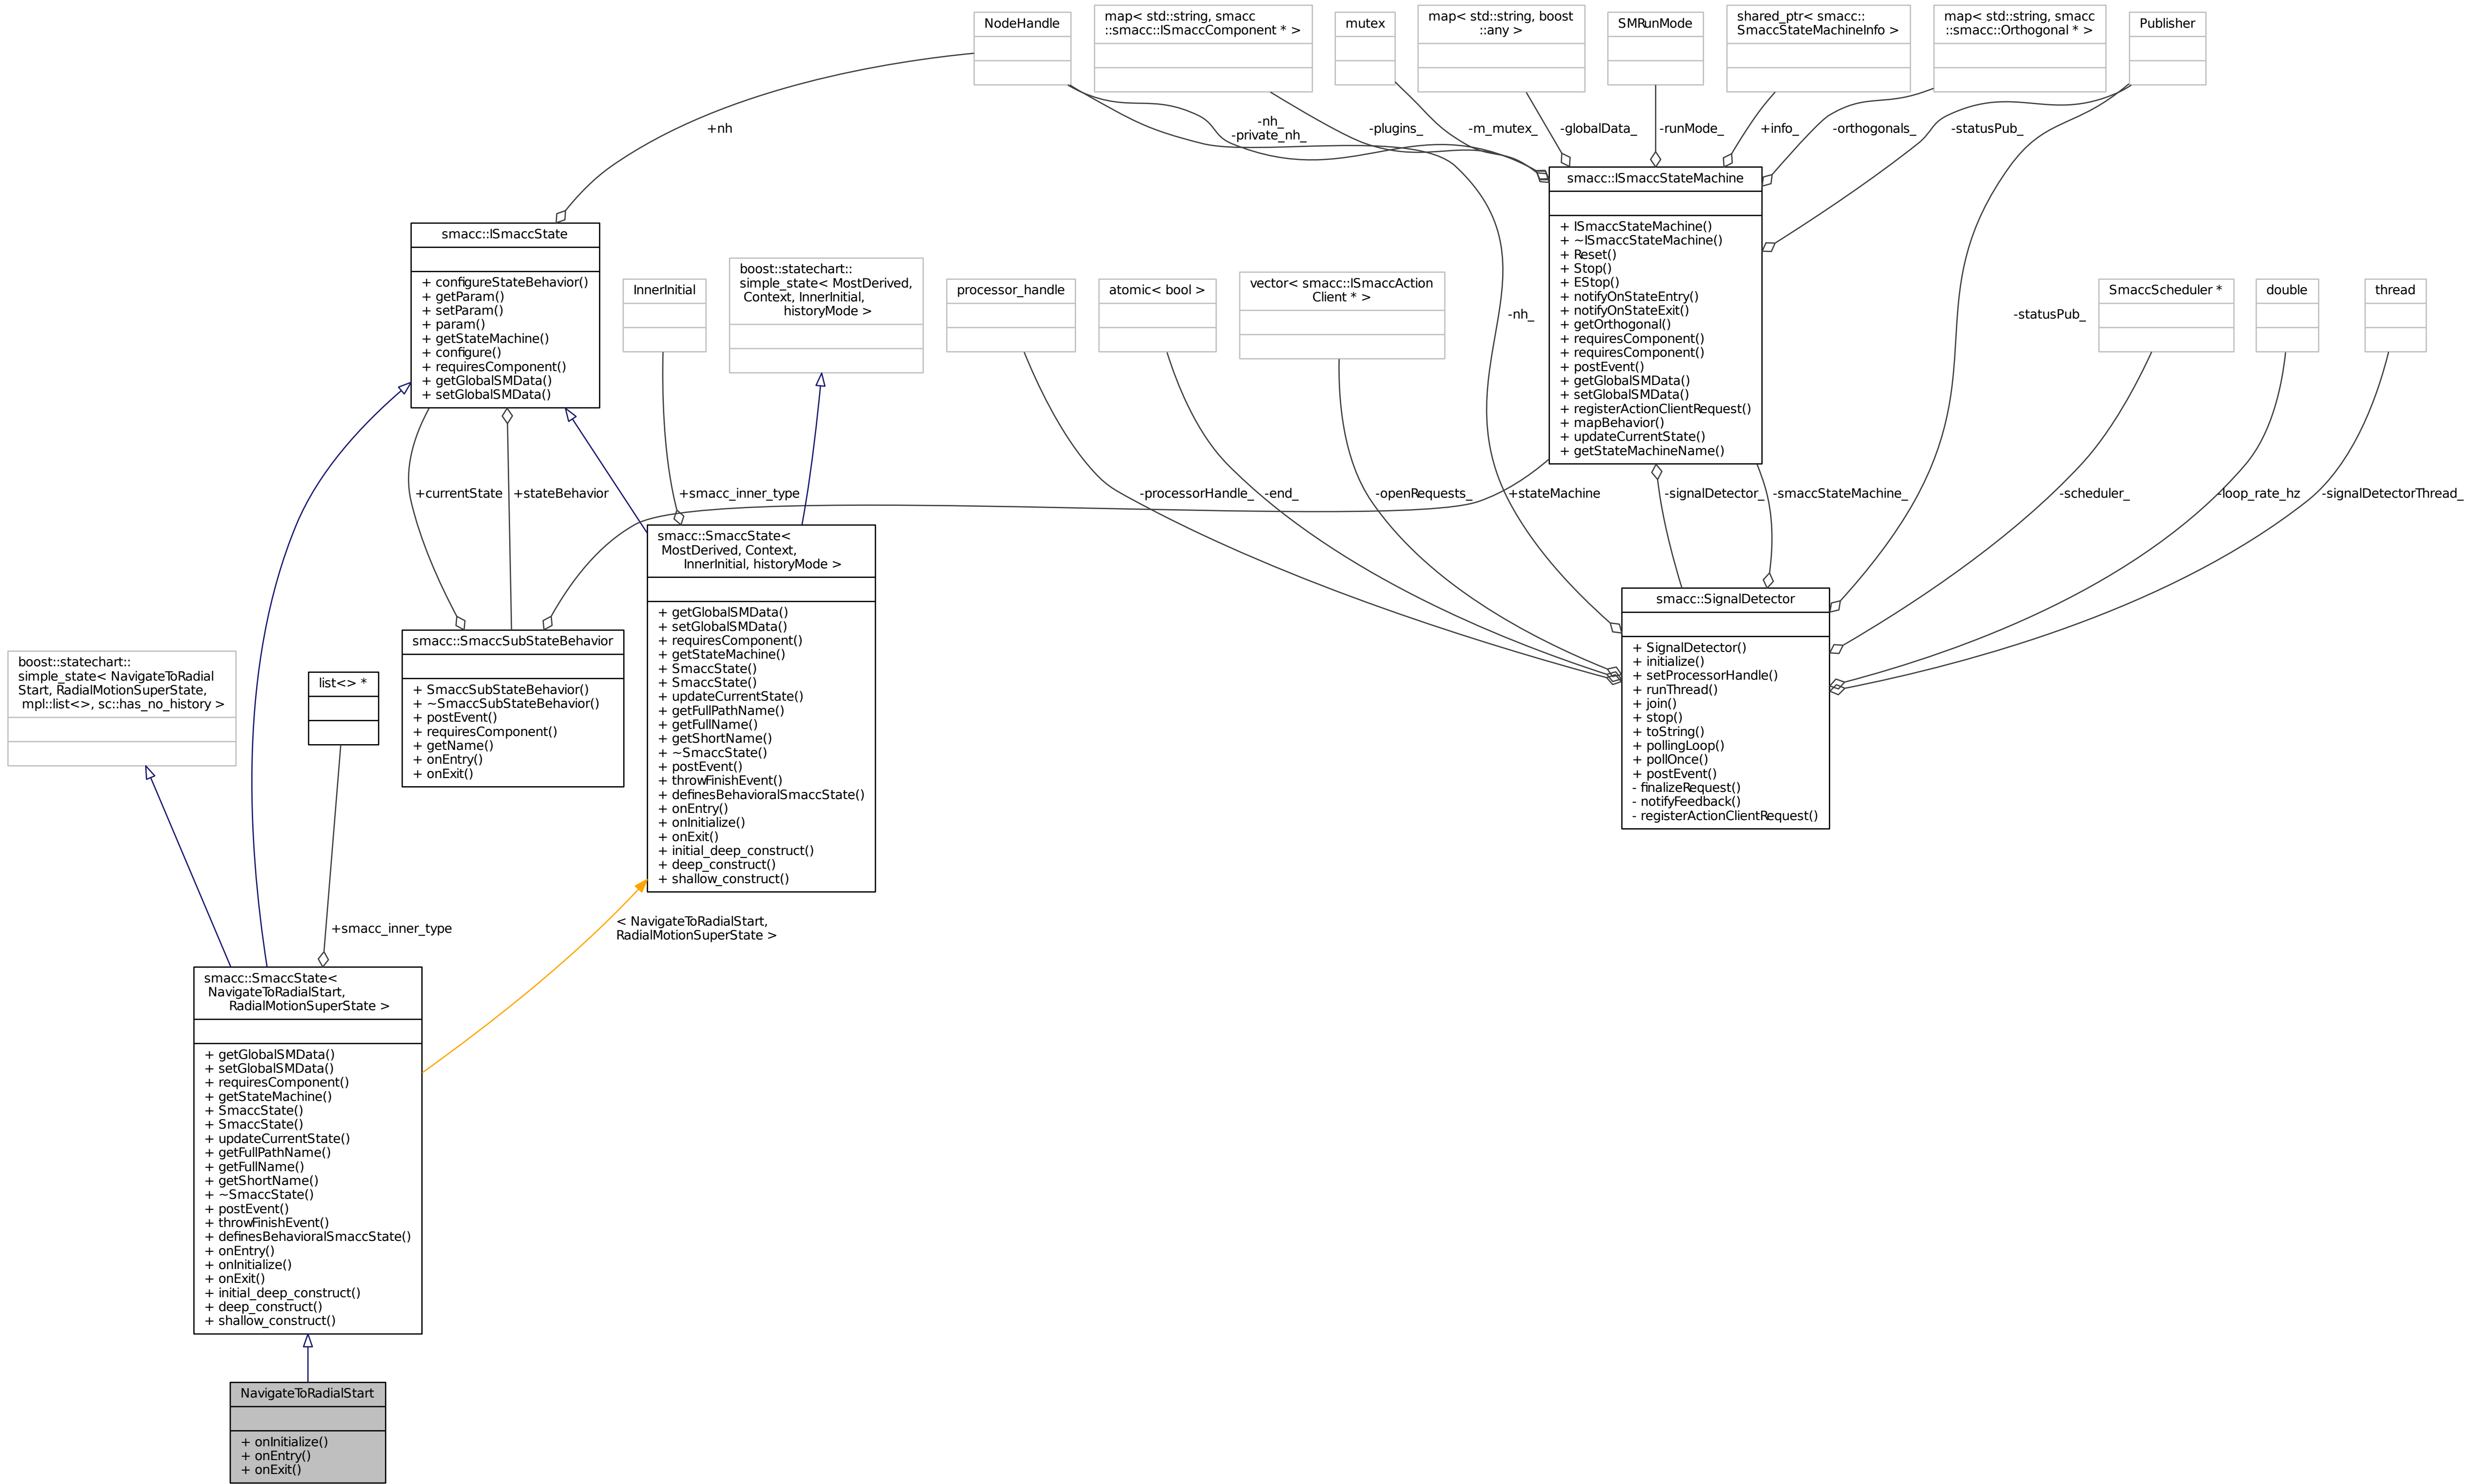 NodeHandle
map< std::string, smacc
::smacc::ISmaccComponent * >
mutex
map< std::string, boost
::any >
SMRunMode
shared_ptr< smacc::
SmaccStateMachineInfo >
map< std::string, smacc
::smacc::Orthogonal * >
Publisher
+nh
-nh_
-private_nh_
-plugins_
-m_mutex_
-globalData_
-runMode_
+info_
-orthogonals_
-statusPub_
smacc::ISmaccStateMachine
+ ISmaccStateMachine()
+ ~ISmaccStateMachine()
+ Reset()
+ Stop()
+ EStop()
+ notifyOnStateEntry()
+ notifyOnStateExit()
+ getOrthogonal()
+ requiresComponent()
+ requiresComponent()
+ postEvent()
+ getGlobalSMData()
+ setGlobalSMData()
+ registerActionClientRequest()
+ mapBehavior()
+ updateCurrentState()
+ getStateMachineName()
smacc::ISmaccState
+ configureStateBehavior()
+ getParam()
+ setParam()
+ param()
+ getStateMachine()
+ configure()
+ requiresComponent()
+ getGlobalSMData()
+ setGlobalSMData()
InnerInitial
boost::statechart::
simple_state< MostDerived,
Context, InnerInitial,
historyMode >
processor_handle
atomic< bool >
vector< smacc::ISmaccAction
Client * >
-nh_
-statusPub_
SmaccScheduler *
double
thread
+currentState
+stateBehavior
+smacc_inner_type
-processorHandle_
-end_
-openRequests_
+stateMachine
-signalDetector_
-smaccStateMachine_
-scheduler_
-loop_rate_hz
-signalDetectorThread_
smacc::SmaccState<
MostDerived, Context,
InnerInitial, historyMode >
+ getGlobalSMData()
+ setGlobalSMData()
+ requiresComponent()
+ getStateMachine()
+ SmaccState()
+ SmaccState()
+ updateCurrentState()
+ getFullPathName()
+ getFullName()
+ getShortName()
+ ~SmaccState()
+ postEvent()
+ throwFinishEvent()
+ definesBehavioralSmaccState()
+ onEntry()
+ onInitialize()
+ onExit()
+ initial_deep_construct()
+ deep_construct()
+ shallow_construct()
smacc::SignalDetector
+ SignalDetector()
+ initialize()
+ setProcessorHandle()
+ runThread()
+ join()
+ stop()
+ toString()
+ pollingLoop()
+ pollOnce()
+ postEvent()
- finalizeRequest()
- notifyFeedback()
- registerActionClientRequest()
smacc::SmaccSubStateBehavior
+ SmaccSubStateBehavior()
+ ~SmaccSubStateBehavior()
+ postEvent()
+ requiresComponent()
+ getName()
+ onEntry()
+ onExit()
boost::statechart::
simple_state< NavigateToRadial
Start, RadialMotionSuperState,
mpl::list<>, sc::has_no_history >
list<> *
+smacc_inner_type
< NavigateToRadialStart,
RadialMotionSuperState >
smacc::SmaccState<
NavigateToRadialStart,
RadialMotionSuperState >
+ getGlobalSMData()
+ setGlobalSMData()
+ requiresComponent()
+ getStateMachine()
+ SmaccState()
+ SmaccState()
+ updateCurrentState()
+ getFullPathName()
+ getFullName()
+ getShortName()
+ ~SmaccState()
+ postEvent()
+ throwFinishEvent()
+ definesBehavioralSmaccState()
+ onEntry()
+ onInitialize()
+ onExit()
+ initial_deep_construct()
+ deep_construct()
+ shallow_construct()
NavigateToRadialStart
+ onInitialize()
+ onEntry()
+ onExit()